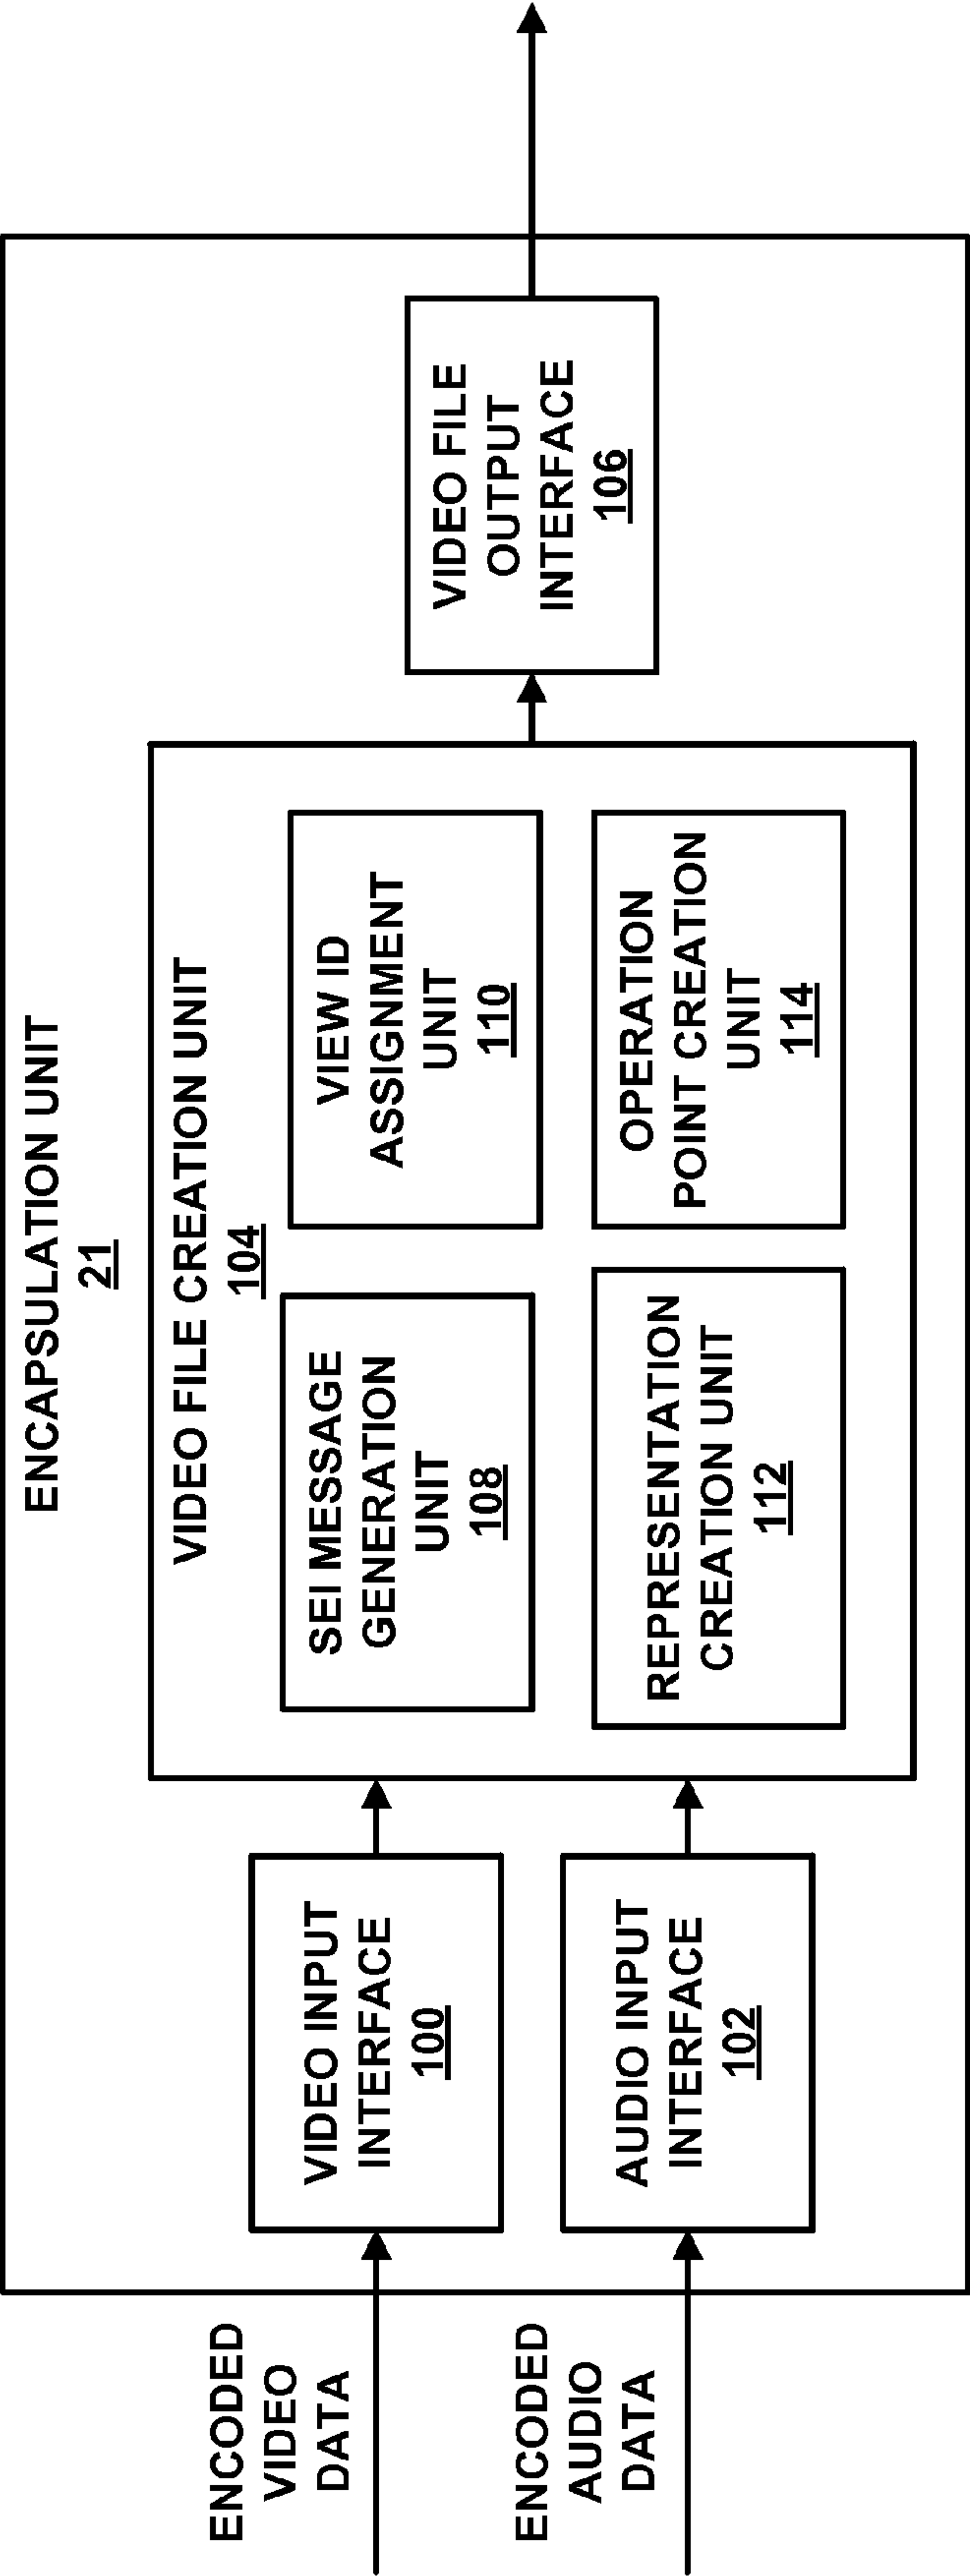 ENCAPSULATION UNIT
21
ENCODED
VIDEO
DATA
ENCODED
AUDIO
DATA
VIDEO INPUT
INTERFACE
100
AUDIO INPUT
INTERFACE
102
VIDEO FILE CREATION UNIT
104
SEI MESSAGE
GENERATION
UNIT
108
VIEW ID
ASSIGNMENT
UNIT
110
REPRESENTATION
CREATION UNIT
112
OPERATION
POINT CREATION
UNIT
114
VIDEO FILE
OUTPUT
INTERFACE
106